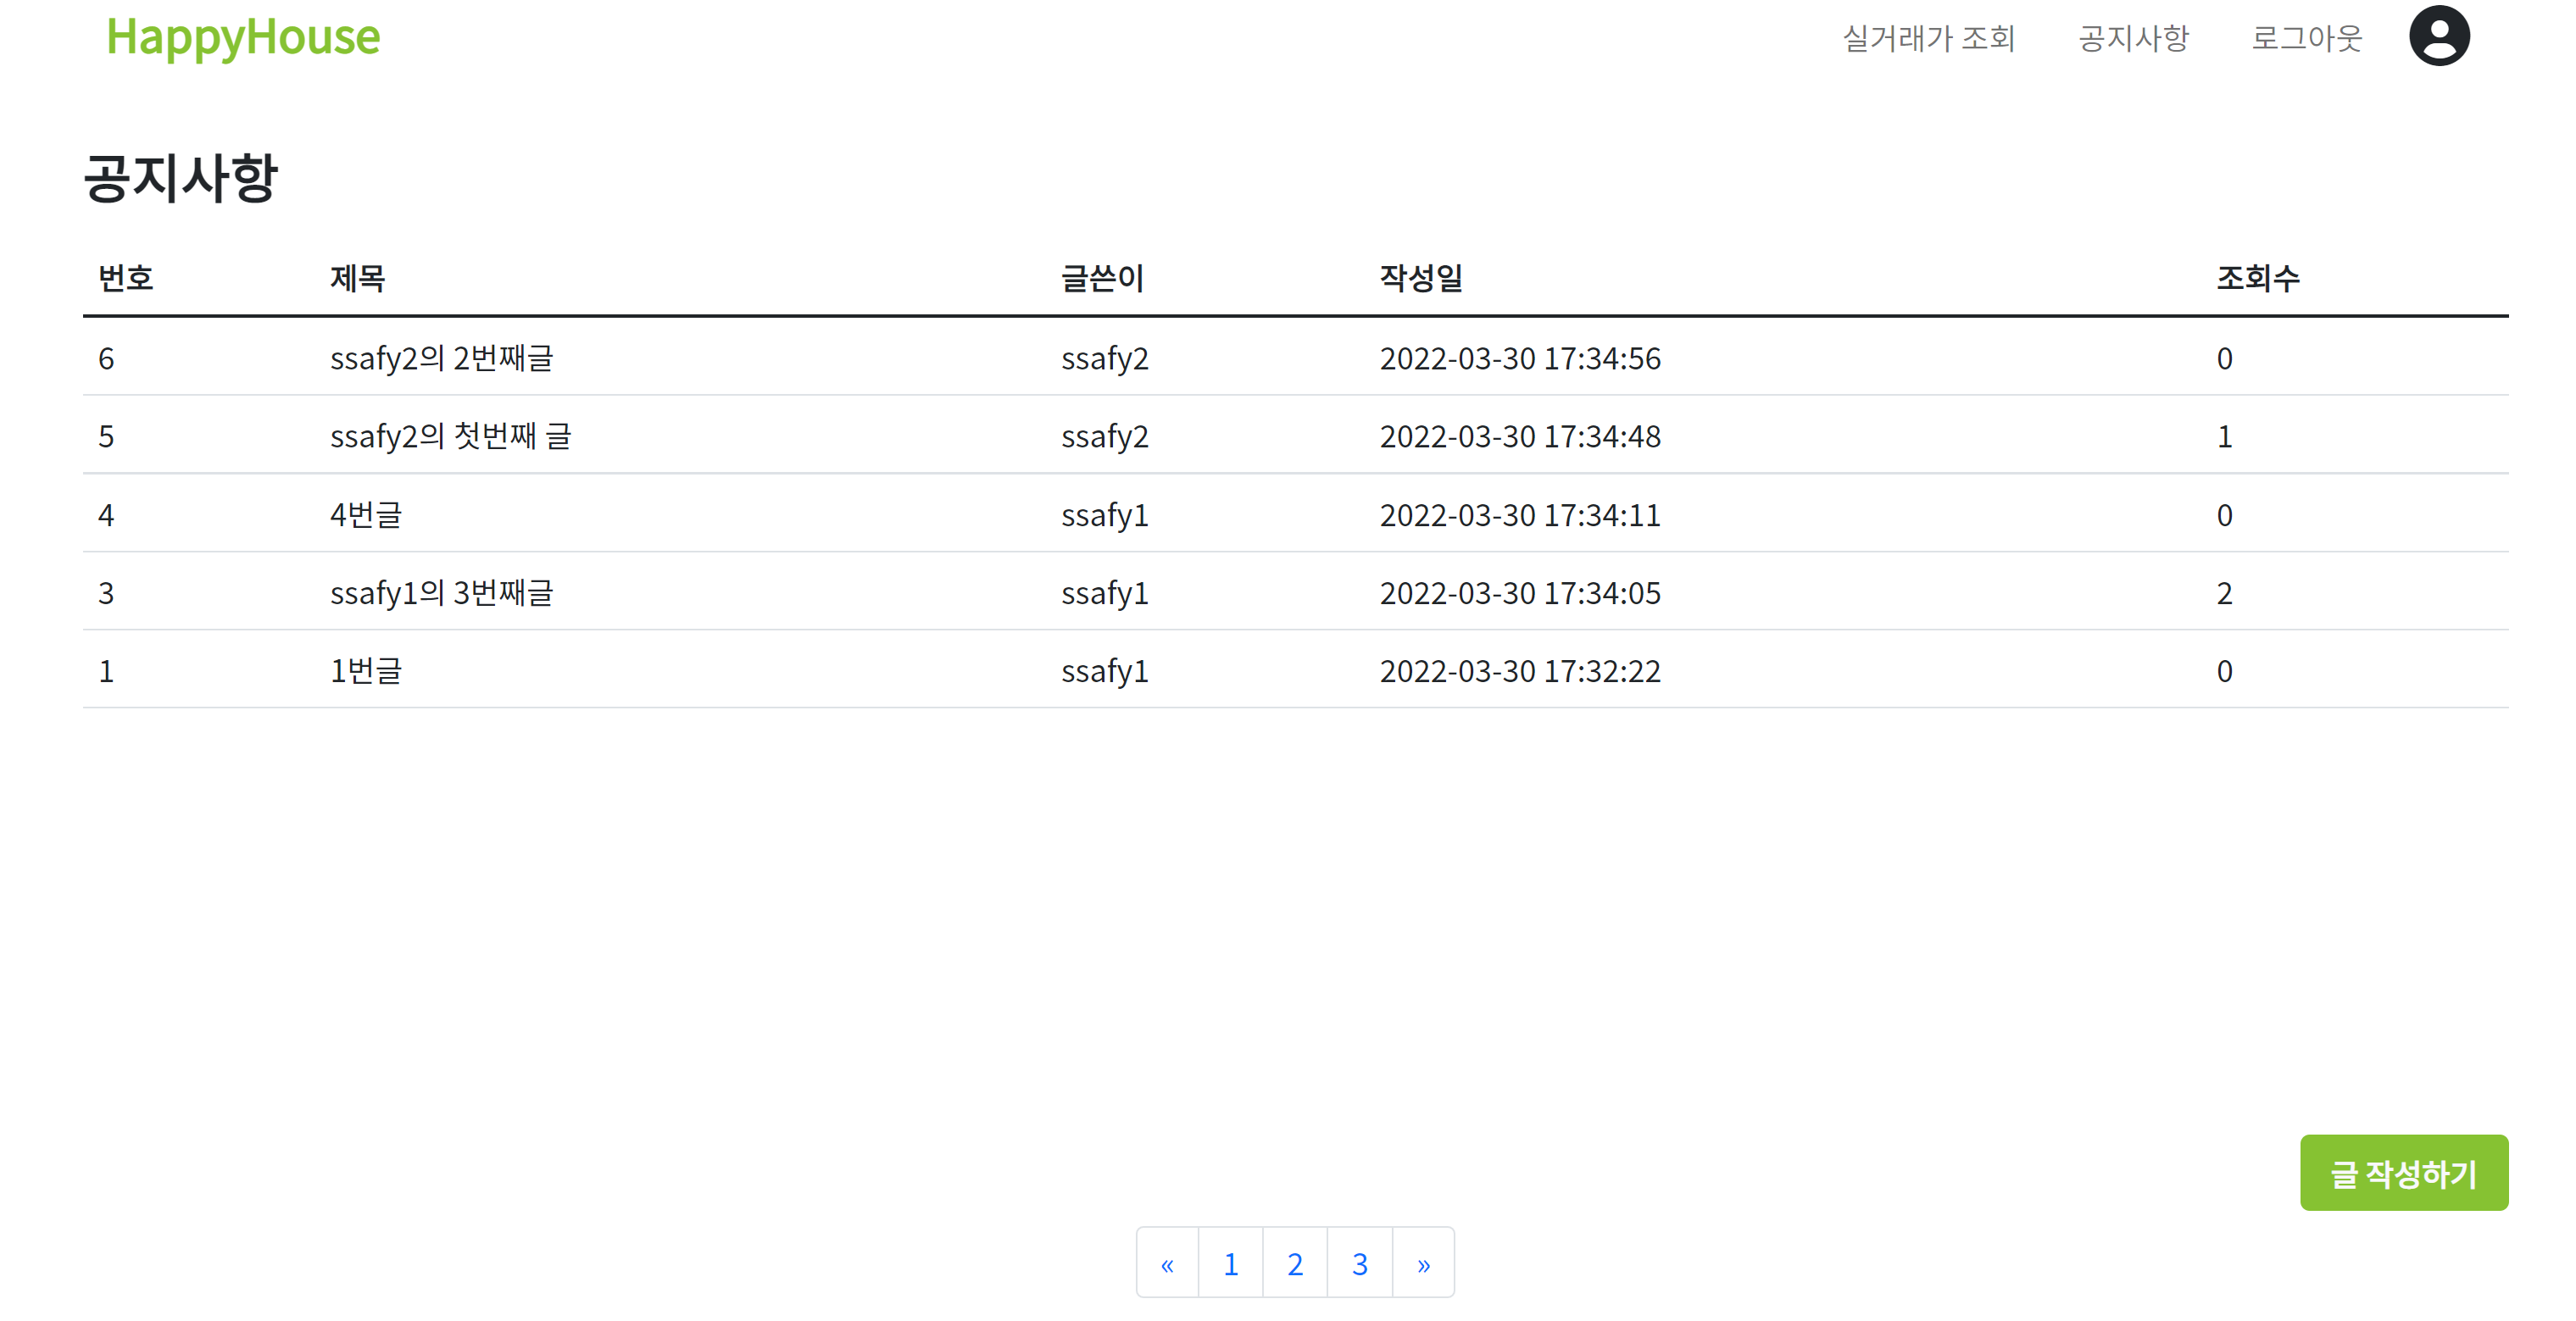 HappyHouse 실거래가 조회 공지사항 로그아웃
공지사항
번호 제목 글쓴이 작성일 조회수
6 ssafy2의 2번째글 ssafy2 2022-03-30 17:34:56 0
5 ssafy2의 첫번째 글 ssafy2 2022-03-30 17:34:48 1
4 4번글 ssafy1 2022-03-30 17:34:11 0
3 ssafy1의 3번째글 ssafy1 2022-03-30 17:34:05 2
1 1번글 ssafy1 2022-03-30 17:32:22 0
글 작성하기
« 1 2 3 »